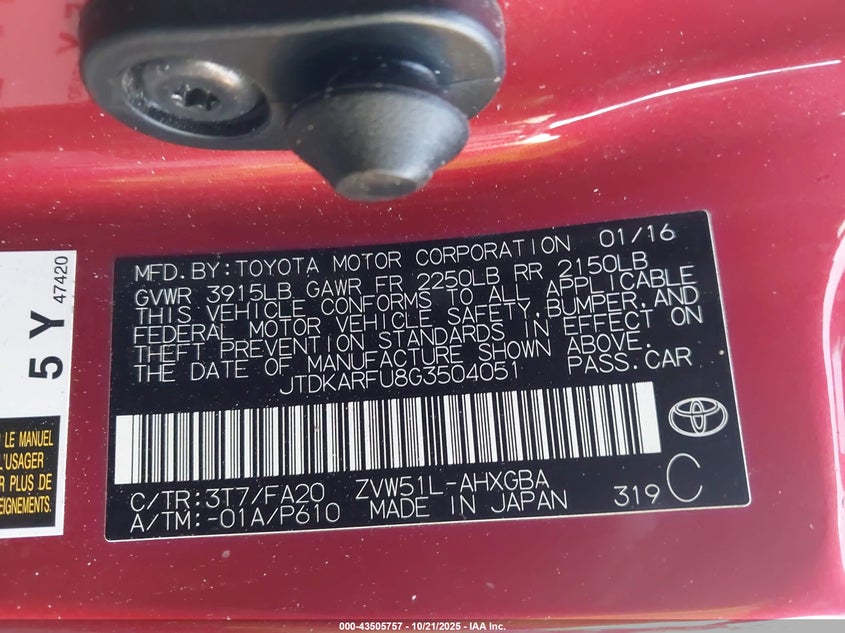 MFD.BY:TOYOTA MOTOR CORPORATION 01/16
GVWR 3915LB GAWR FR 2250LB RR 2150LB
THIS VEHICLE CONFORMS TO ALL APPLICABLE
FEDERAL MOTOR VEHICLE SAFETY,BUMPER,AND
THEFT PREVENTION STANDARDS IN EFFECT ON
THE DATE OF MANUFACTURE SHOWN ABOVE.
JTDKARFU8G3504051 PASS.CAR
C/TR:3T7/FA20 ZVW51L-AHXGBA
A/TM:-01A/P610 MADE IN JAPAN 319 C
5 Y 47420
LE MANUEL
L'USAGER
PLUS DE
EIGNEMENTS.
000-43505757 - 10/21/2025 - IAA Inc.